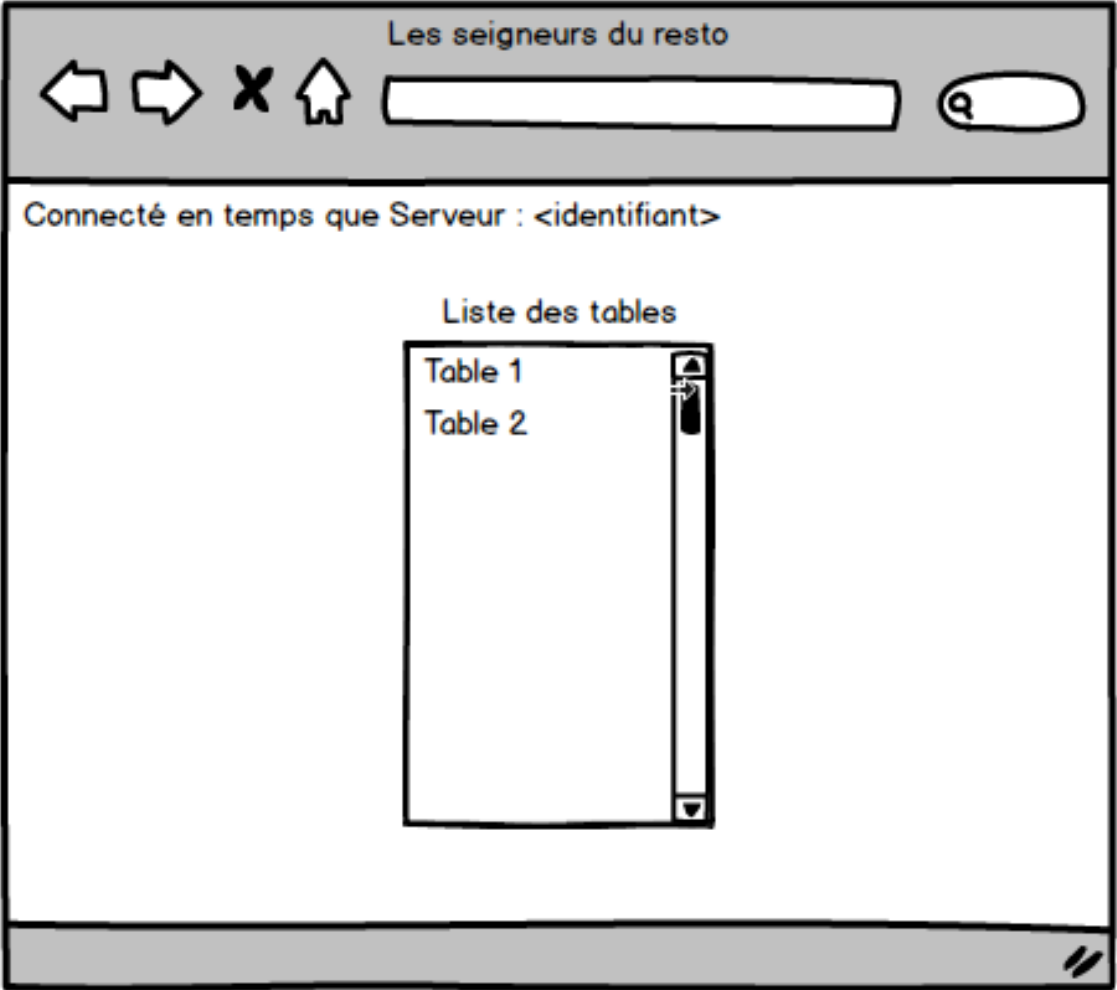 Les seigneurs du resto
Connecté en temps que Serveur : <identifiant>
Liste des tables
Table 1
Table 2